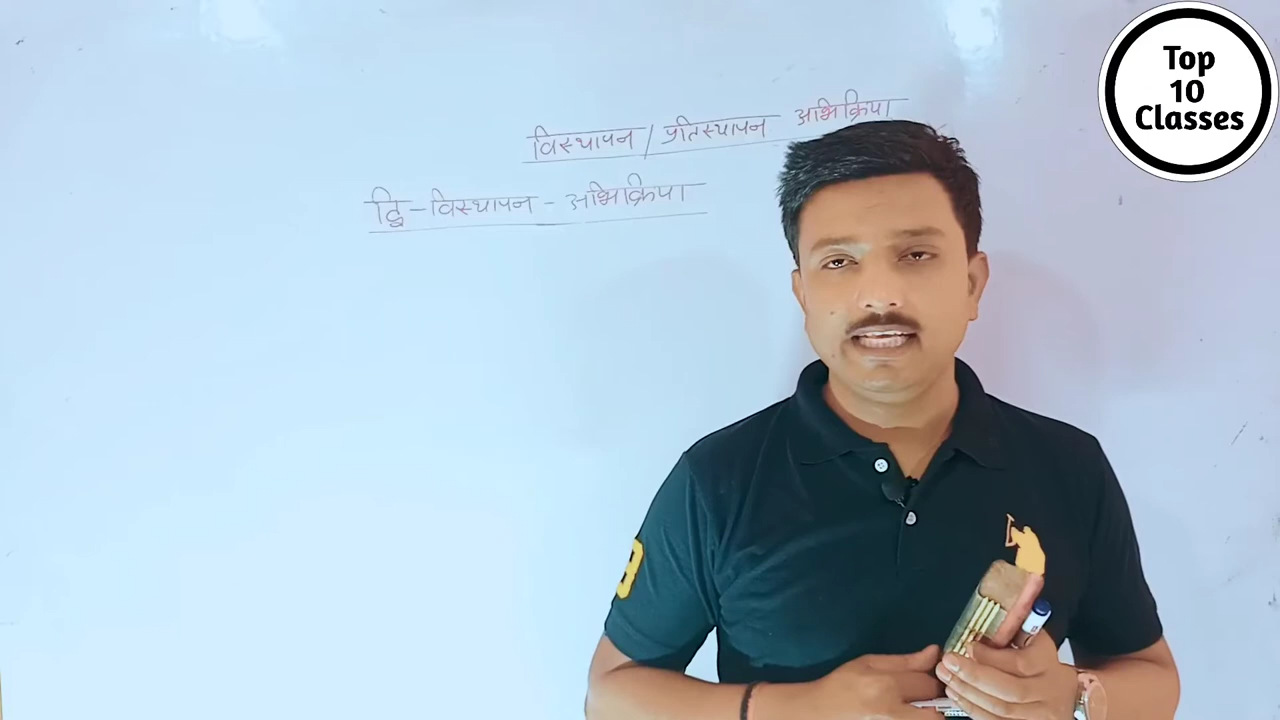 Top
10
Classes
विस्थापन / प्रतिस्थापन अभिक्रिया
द्वि - विस्थापन - अभिक्रिया